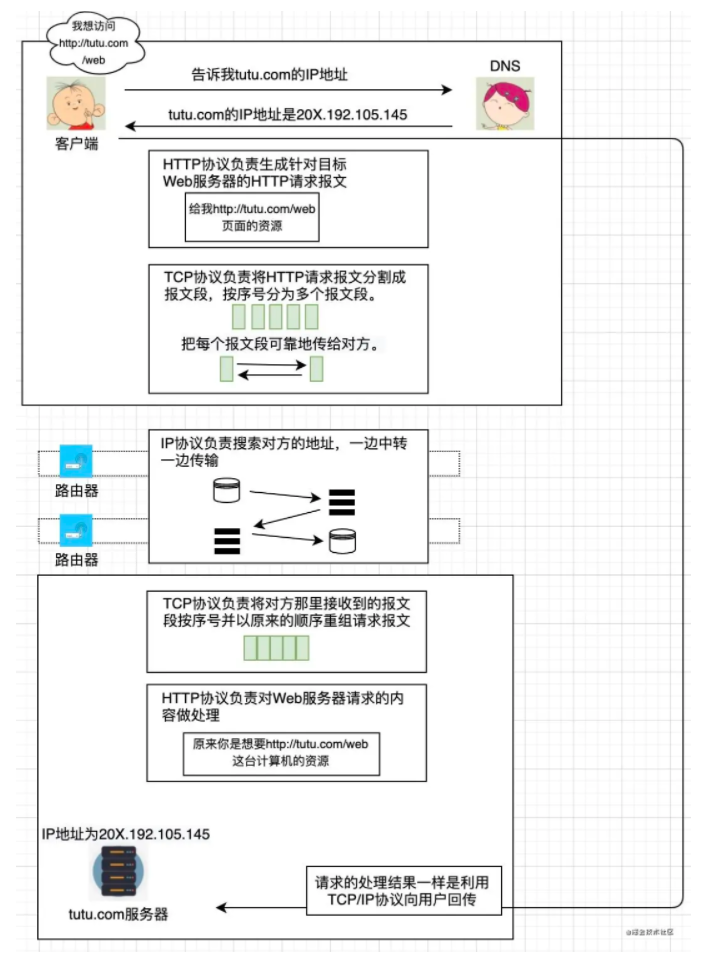 我想访问
http://tutu.com
/web
告诉我tutu.com的IP地址
DNS
tutu.com的IP地址是20X.192.105.145
客户端
HTTP协议负责生成针对目标
Web服务器的HTTP请求报文
给我http://tutu.com/web
页面的资源
TCP协议负责将HTTP请求报文分割成
报文段，按序号分为多个报文段。
把每个报文段可靠地传给对方。
IP协议负责搜索对方的地址，一边中转
一边传输
路由器
路由器
TCP协议负责将对方那里接收到的报文
段按序号并以原来的顺序重组请求报文
HTTP协议负责对Web服务器请求的内
容做处理
原来你是想要http://tutu.com/web
这台计算机的资源
IP地址为20X.192.105.145
tutu.com服务器
请求的处理结果一样是利用
TCP/IP协议向用户回传
@掘金技术社区